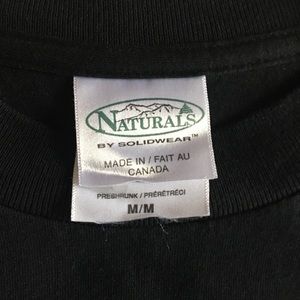 NATURALS
BY SOLIDWEAR™
MADE IN / FAIT AU
CANADA
PRESHRUNK / PRÉRÉTRÉCI
M/M